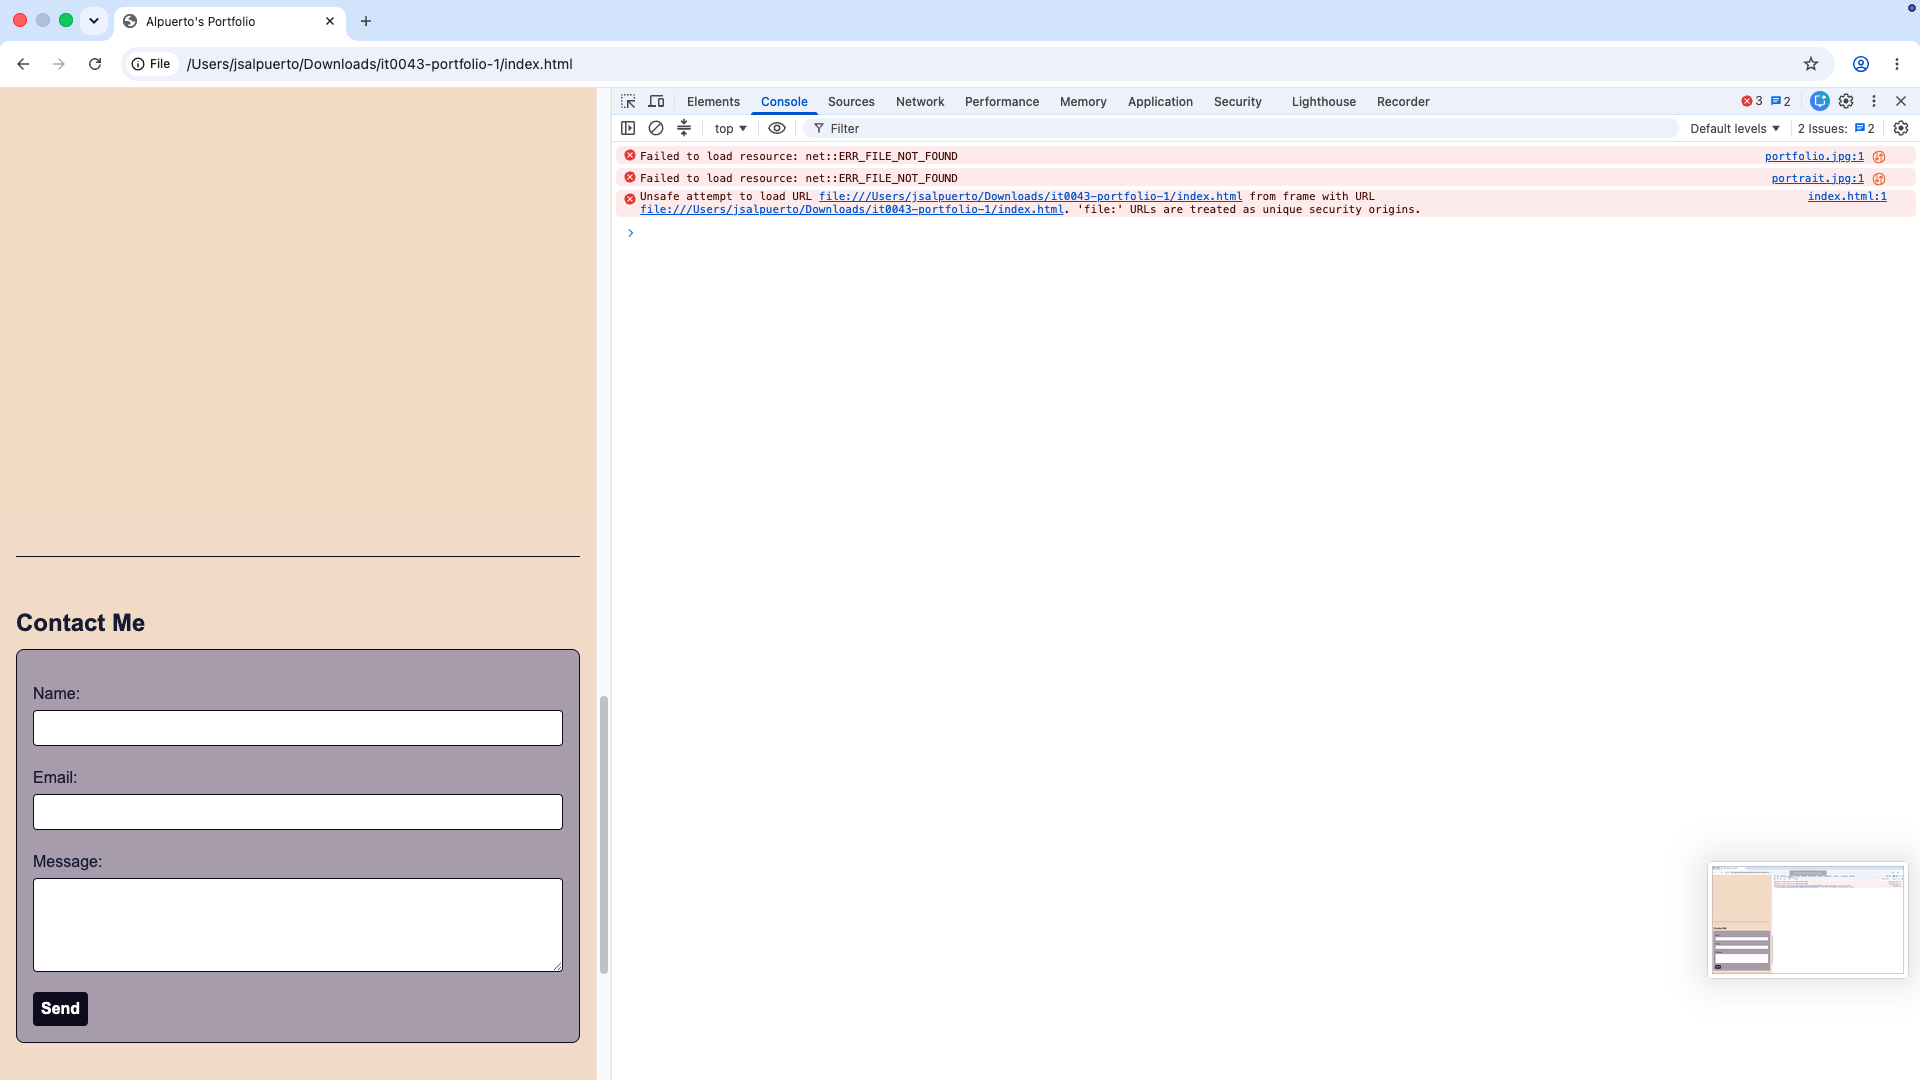 Alpuerto's Portfolio
File /Users/jsalpuerto/Downloads/it0043-portfolio-1/index.html
Elements Console Sources Network Performance Memory Application Security Lighthouse Recorder 3 2
top Filter Default levels 2 Issues: 2
Failed to load resource: net::ERR_FILE_NOT_FOUND portfolio.jpg:1
Failed to load resource: net::ERR_FILE_NOT_FOUND portrait.jpg:1
Unsafe attempt to load URL file:///Users/jsalpuerto/Downloads/it0043-portfolio-1/index.html from frame with URL index.html:1
file:///Users/jsalpuerto/Downloads/it0043-portfolio-1/index.html. 'file:' URLs are treated as unique security origins.
Contact Me
Name:
Email:
Message:
Send